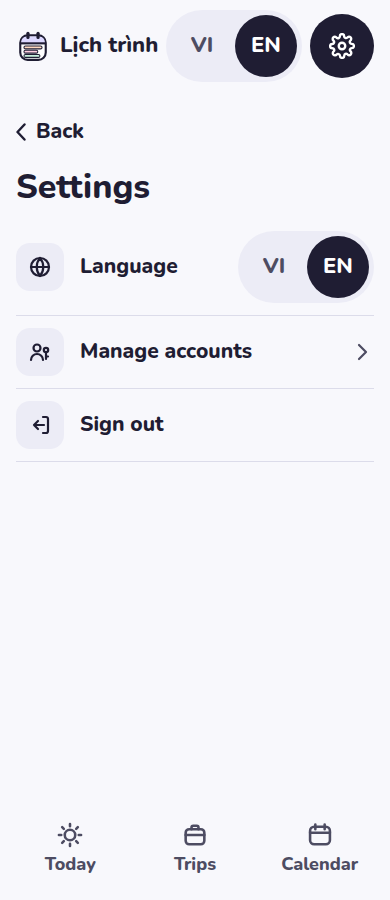 Lịch trình VI EN
Back
Settings
Language VI EN
Manage accounts
Sign out
Today Trips Calendar